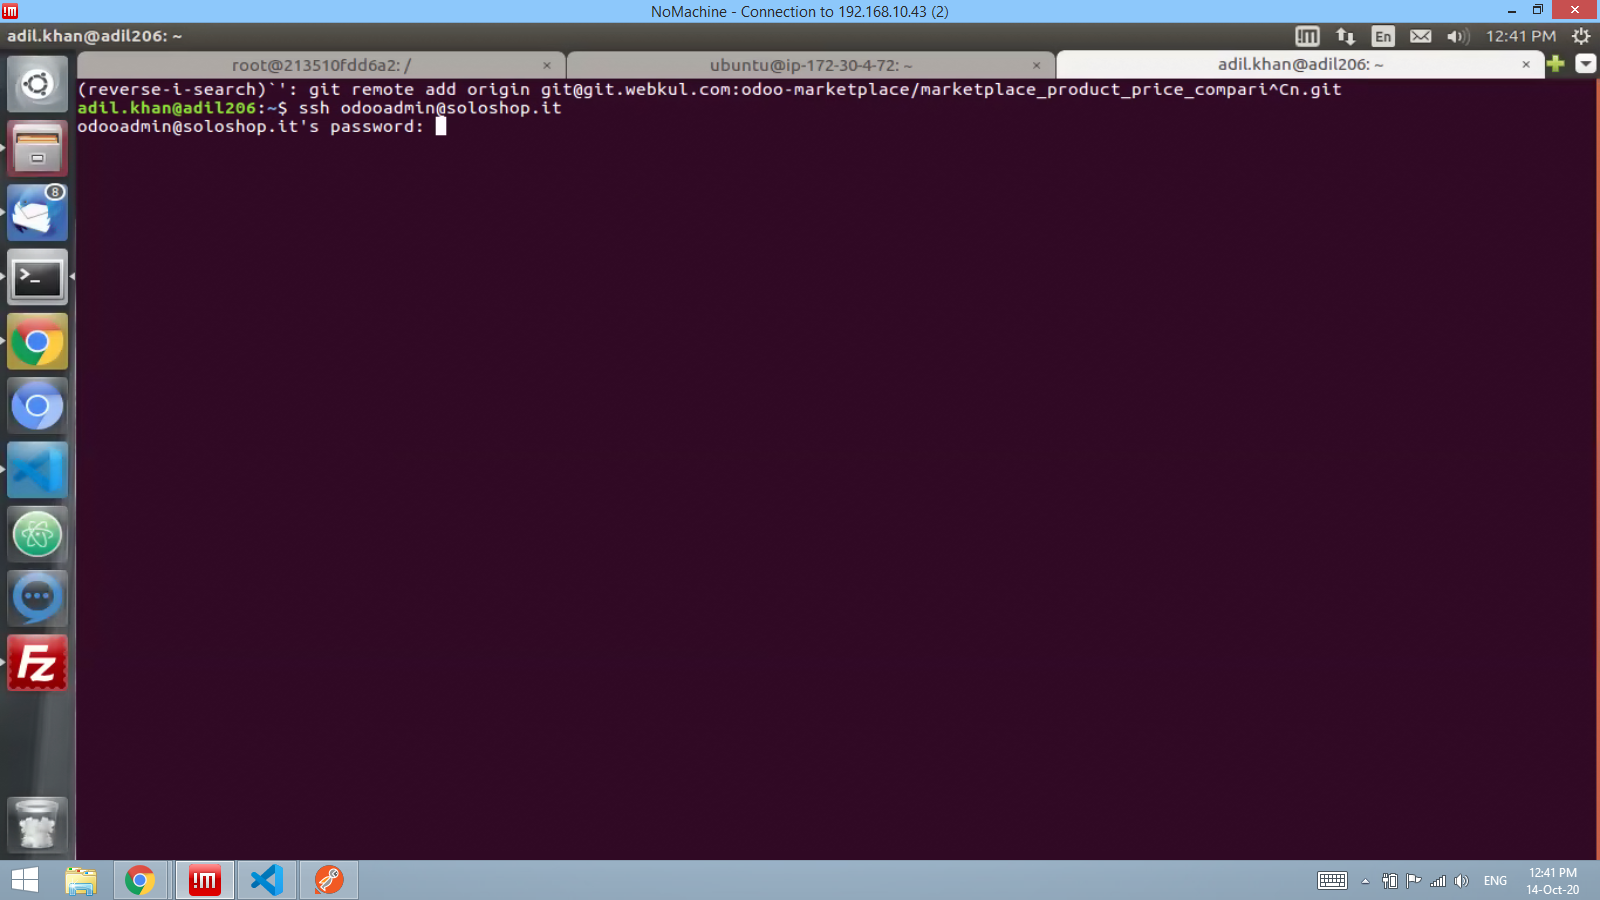 NoMachine - Connection to 192.168.10.43 (2)
adil.khan@adil206: ~
!m
En
12:41 PM
root@213510fdd6a2: /
ubuntu@ip-172-30-4-72: ~
adil.khan@adil206: ~
(reverse-i-search)`': git remote add origin git@git.webkul.com:odoo-marketplace/marketplace_product_price_compari^Cn.git
adil.khan@adil206:~$ ssh odooadmin@soloshop.it
odooadmin@soloshop.it's password:
8
>_
Fz
!m
ENG
12:41 PM
14-Oct-20